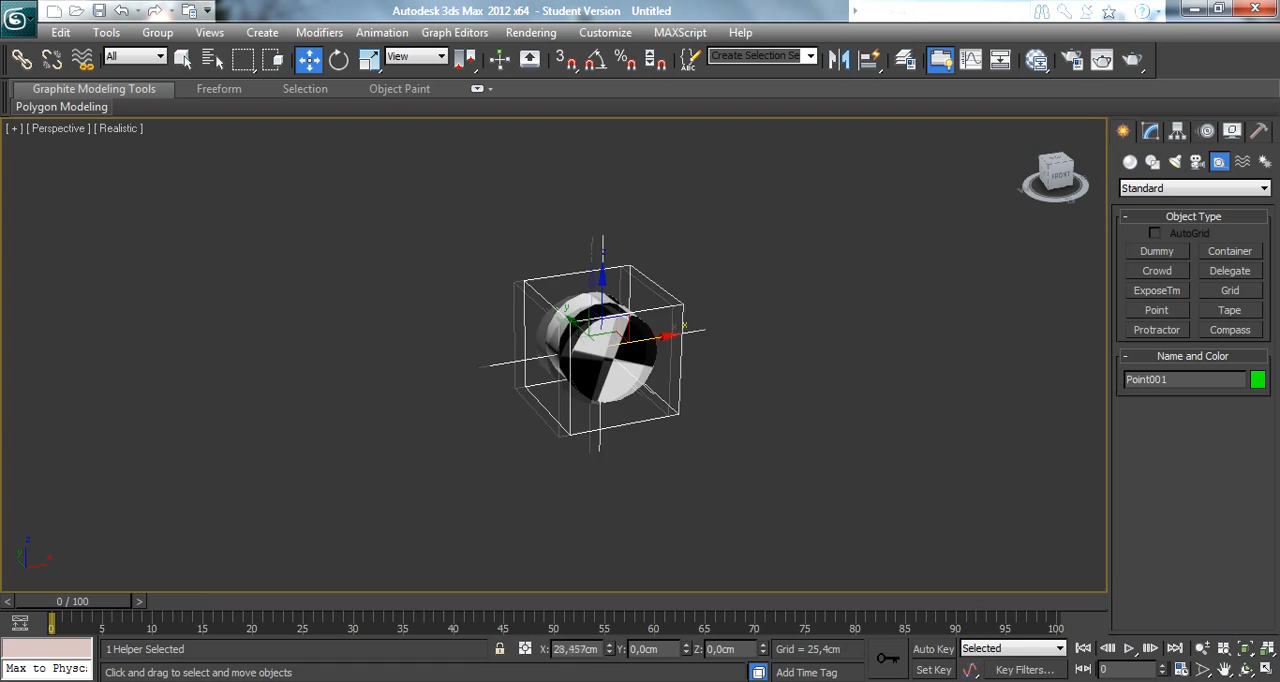 Autodesk 3ds Max 2012 x64 - Student Version Untitled
Edit Tools Group Views Create Modifiers Animation Graph Editors Rendering Customize MAXScript Help
All View 3 % ABC Create Selection Se
Graphite Modeling Tools Freeform Selection Object Paint
Polygon Modeling
[ + ] [ Perspective ] [ Realistic ]
FRONT
Standard
- Object Type
AutoGrid
Dummy Container
Crowd Delegate
ExposeTm Grid
Point Tape
Protractor Compass
- Name and Color
Point001
z
y
x
z
y
x
< 0 / 100 >
0 5 10 15 20 25 30 35 40 45 50 55 60 65 70 75 80 85 90 95 100
1 Helper Selected X: 28,457cm Y: 0,0cm Z: 0,0cm Grid = 25,4cm Auto Key Selected
Max to Physc: Click and drag to select and move objects Add Time Tag Set Key Key Filters... 0